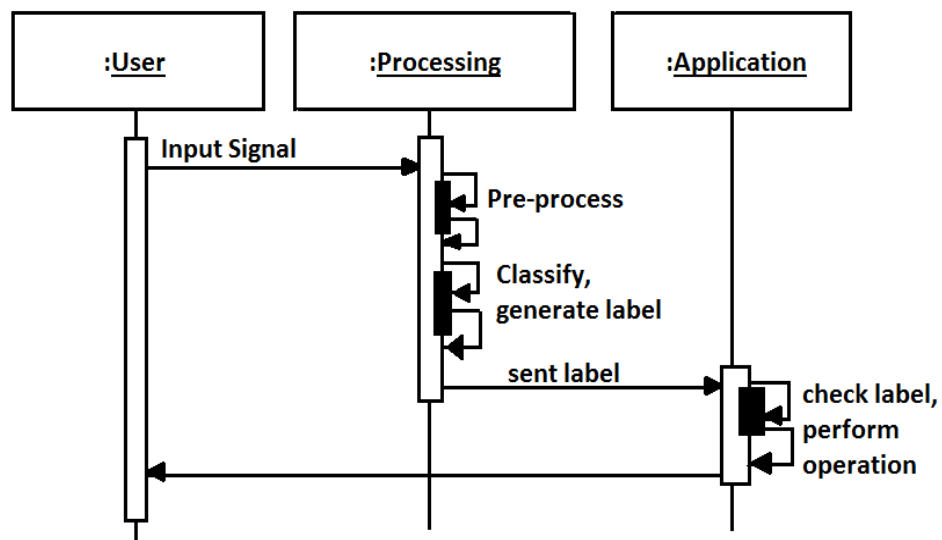 :User
:Processing
:Application
Input Signal
Pre-process
Classify,
generate label
sent label
check label,
perform
operation